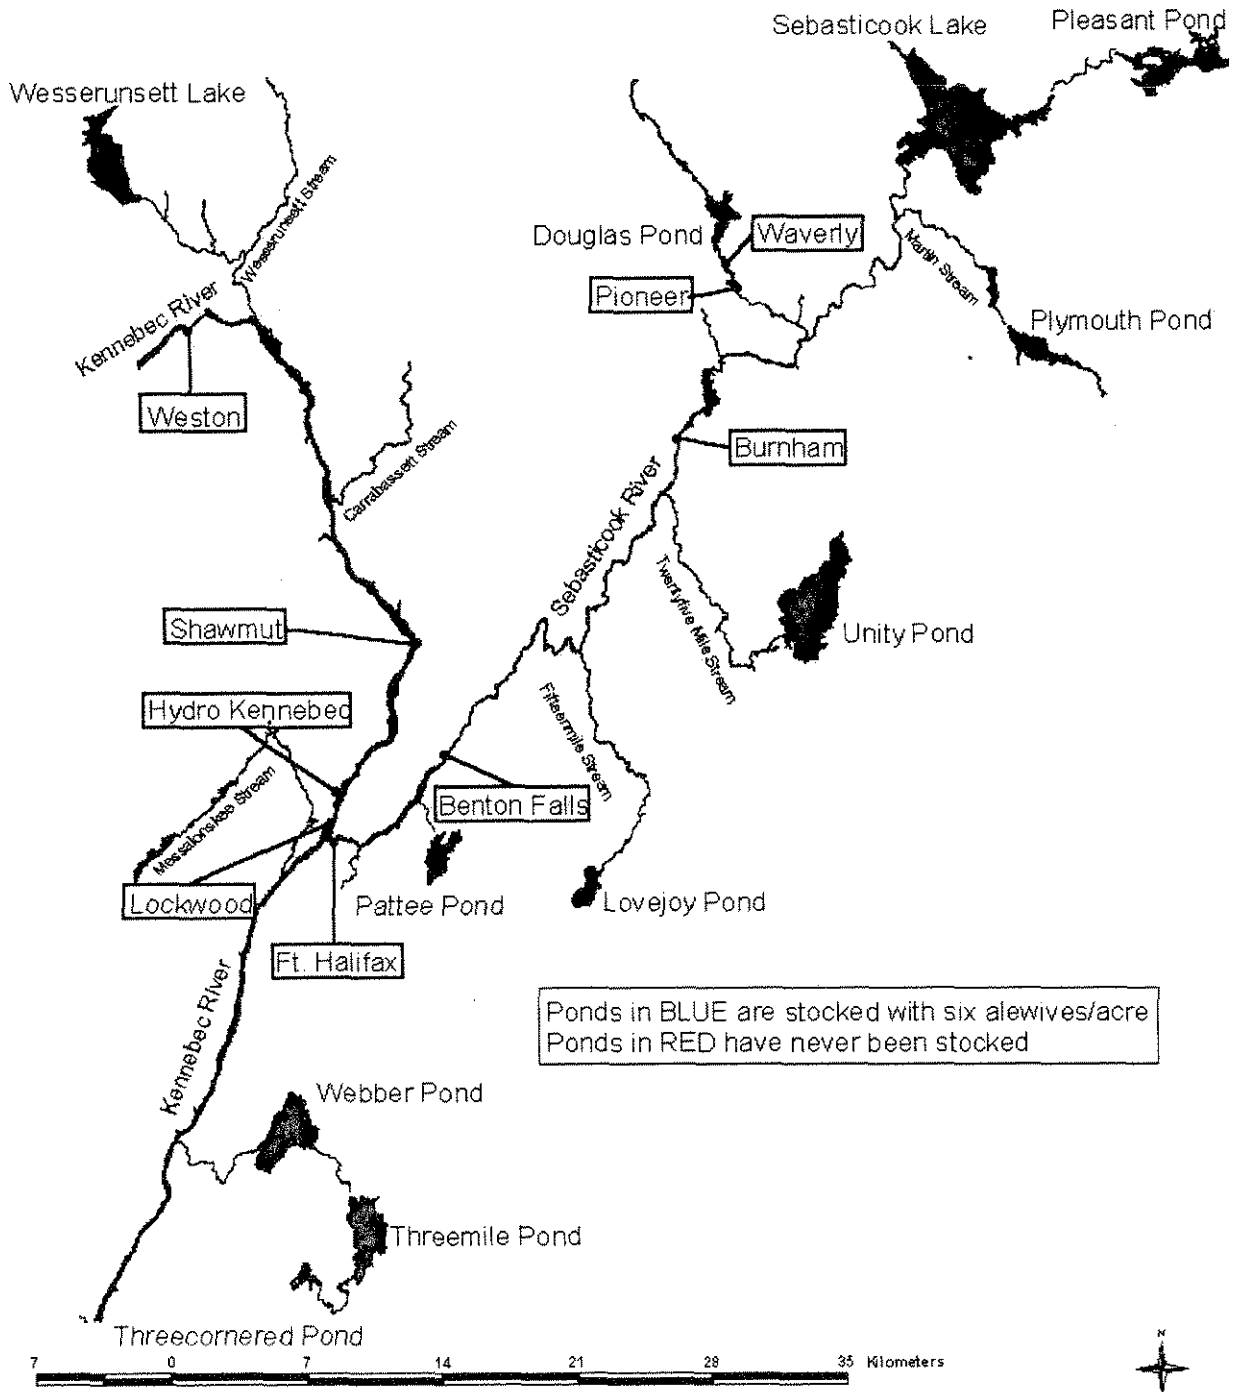 Pleasant Pond
Sebasticook Lake
Wesserunsett Lake
Wesserunsett Stream
Douglas Pond
Waverly
Martin Stream
Pioneer
Kennebec River
Plymouth Pond
Weston
Burnham
Carrabassett Stream
Sebasticook River
Twentyfive Mile Stream
Shawmut
Unity Pond
Hydro Kennebec
Fifteenmile Stream
Messalonskee Stream
Benton Falls
Lockwood
Pattee Pond
Lovejoy Pond
Ft. Halifax
Kennebec River
Ponds in BLUE are stocked with six alewives/acre
Ponds in RED have never been stocked
Webber Pond
Threemile Pond
Threecornered Pond
N
7 0 7 14 21 28 35 Kilometers